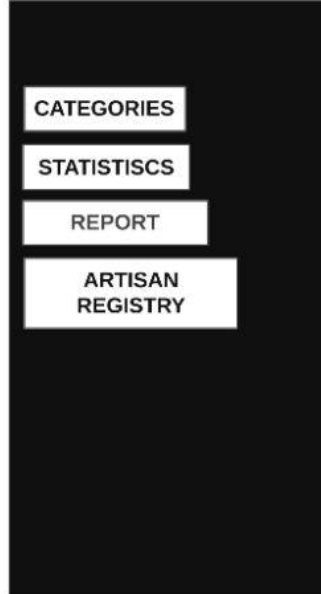 CATEGORIES
STATISTISCS
REPORT
ARTISAN
REGISTRY